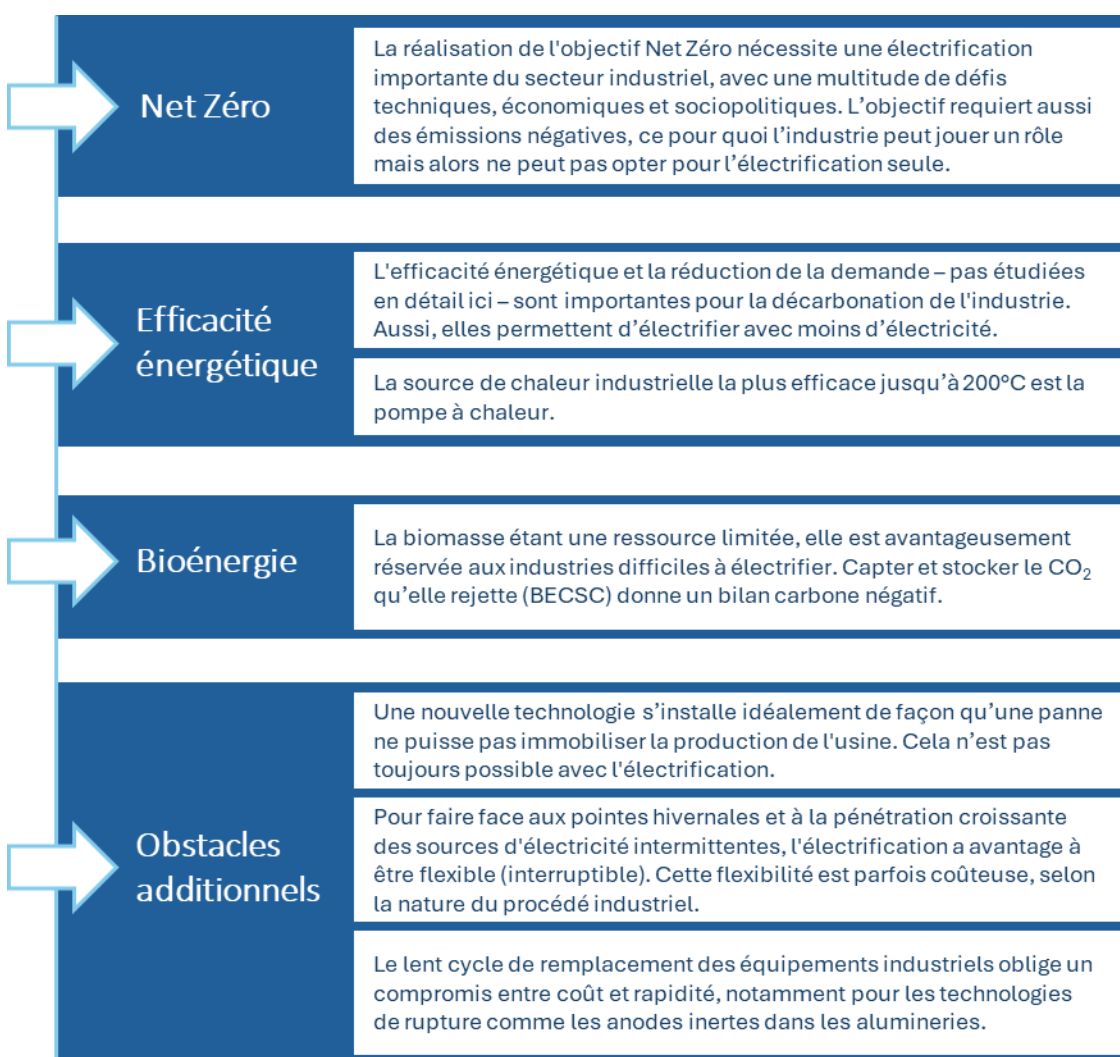 Net Zéro
La réalisation de l'objectif Net Zéro nécessite une électrification
importante du secteur industriel, avec une multitude de défis
techniques, économiques et sociopolitiques. L’objectif requiert aussi
des émissions négatives, ce pour quoi l’industrie peut jouer un rôle
mais alors ne peut pas opter pour l’électrification seule.
Efficacité
énergétique
L'efficacité énergétique et la réduction de la demande – pas étudiées
en détail ici – sont importantes pour la décarbonation de l'industrie.
Aussi, elles permettent d’électrifier avec moins d’électricité.
La source de chaleur industrielle la plus efficace jusqu’à 200°C est la
pompe à chaleur.
Bioénergie
La biomasse étant une ressource limitée, elle est avantageusement
réservée aux industries difficiles à électrifier. Capter et stocker le CO₂
qu’elle rejette (BECSC) donne un bilan carbone négatif.
Obstacles
additionnels
Une nouvelle technologie s’installe idéalement de façon qu’une panne
ne puisse pas immobiliser la production de l'usine. Cela n’est pas
toujours possible avec l'électrification.
Pour faire face aux pointes hivernales et à la pénétration croissante
des sources d'électricité intermittentes, l'électrification a avantage à
être flexible (interruptible). Cette flexibilité est parfois coûteuse, selon
la nature du procédé industriel.
Le lent cycle de remplacement des équipements industriels oblige un
compromis entre coût et rapidité, notamment pour les technologies
de rupture comme les anodes inertes dans les alumineries.